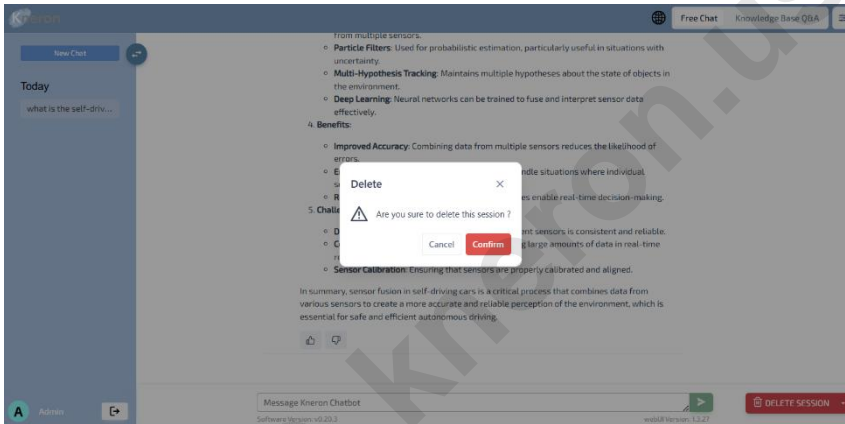 Kneron
Free Chat Knowledge Base Q&A
New Chat
Today
what is the self-driv...
from multiple sensors.
Particle Filters: Used for probabilistic estimation, particularly useful in situations with
uncertainty.
Multi-Hypothesis Tracking: Maintains multiple hypotheses about the state of objects in
the environment.
Deep Learning: Neural networks can be trained to fuse and interpret sensor data
effectively.
4. Benefits:
Improved Accuracy: Combining data from multiple sensors reduces the likelihood of
errors.
ndle situations where individual
es enable real-time decision-making.
5. Challe
ent sensors is consistent and reliable.
g large amounts of data in real-time
Sensor Calibration: Ensuring that sensors are properly calibrated and aligned.
Delete
Are you sure to delete this session ?
Cancel Confirm
In summary, sensor fusion in self-driving cars is a critical process that combines data from
various sensors to create a more accurate and reliable perception of the environment, which is
essential for safe and efficient autonomous driving.
A Admin
Message Kneron Chatbot
DELETE SESSION
Software Version: v0.20.3
webUI Version: 1.3.27
kneron.us